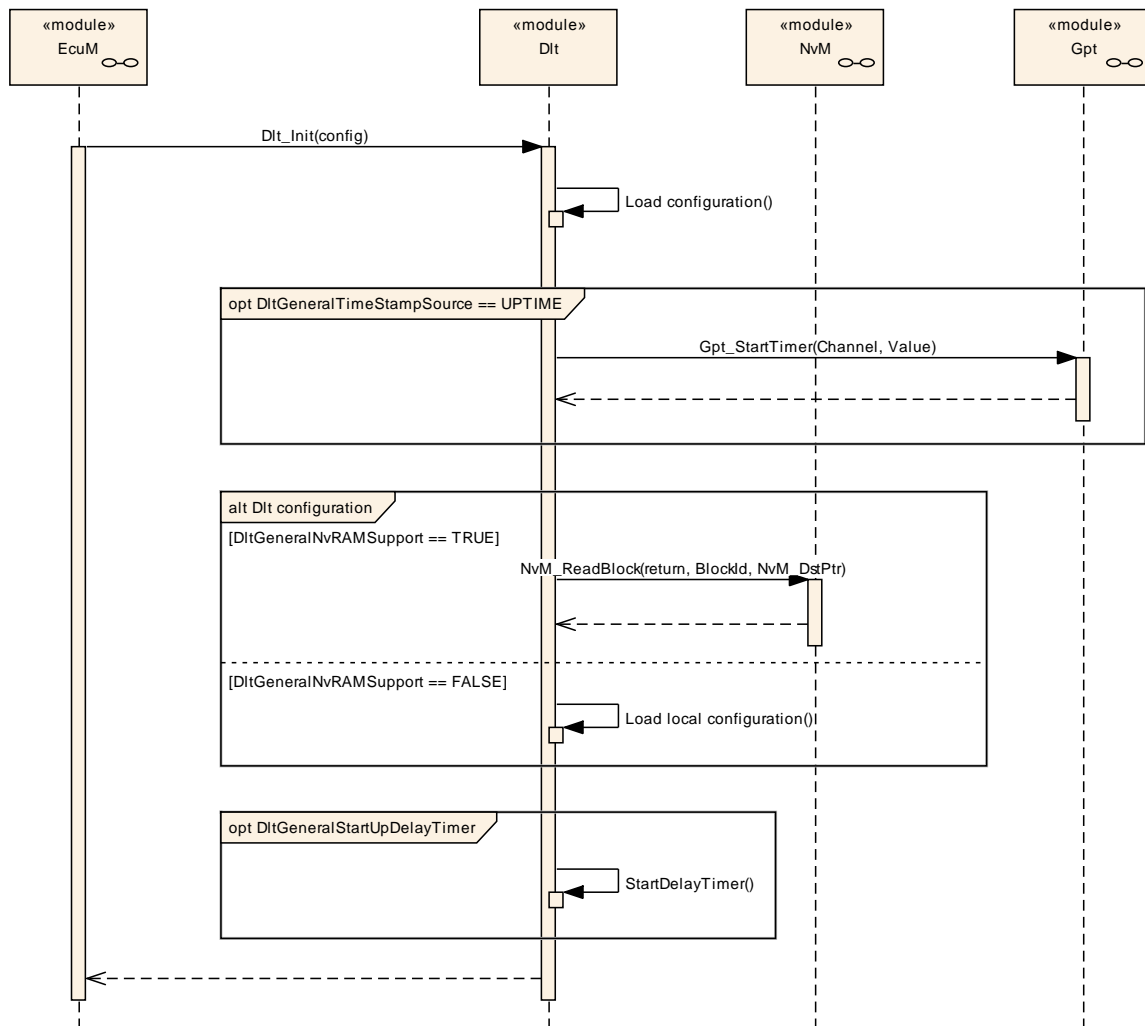 «module»
EcuM
«module»
Dlt
«module»
NvM
«module»
Gpt
Dlt_Init(config)
Load configuration()
opt DltGeneralTimeStampSource == UPTIME
Gpt_StartTimer(Channel, Value)
alt Dlt configuration
[DltGeneralNvRAMSupport == TRUE]
NvM_ReadBlock(return, BlockId, NvM_DstPtr)
[DltGeneralNvRAMSupport == FALSE]
Load local configuration()
opt DltGeneralStartUpDelayTimer
StartDelayTimer()